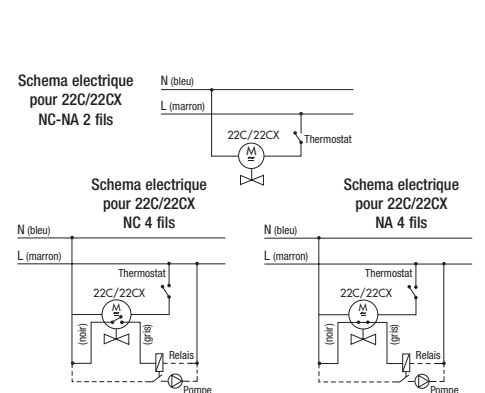 Schema electrique
pour 22C/22CX
NC-NA 2 fils
N (bleu)
L (marron)
22C/22CX
Thermostat
M
Schema electrique
pour 22C/22CX
NC 4 fils
N (bleu)
L (marron)
Thermostat
22C/22CX
M
(noir)
(gris)
Relais
Pompe
Schema electrique
pour 22C/22CX
NA 4 fils
N (bleu)
L (marron)
Thermostat
22C/22CX
M
(noir)
(gris)
Relais
Pompe